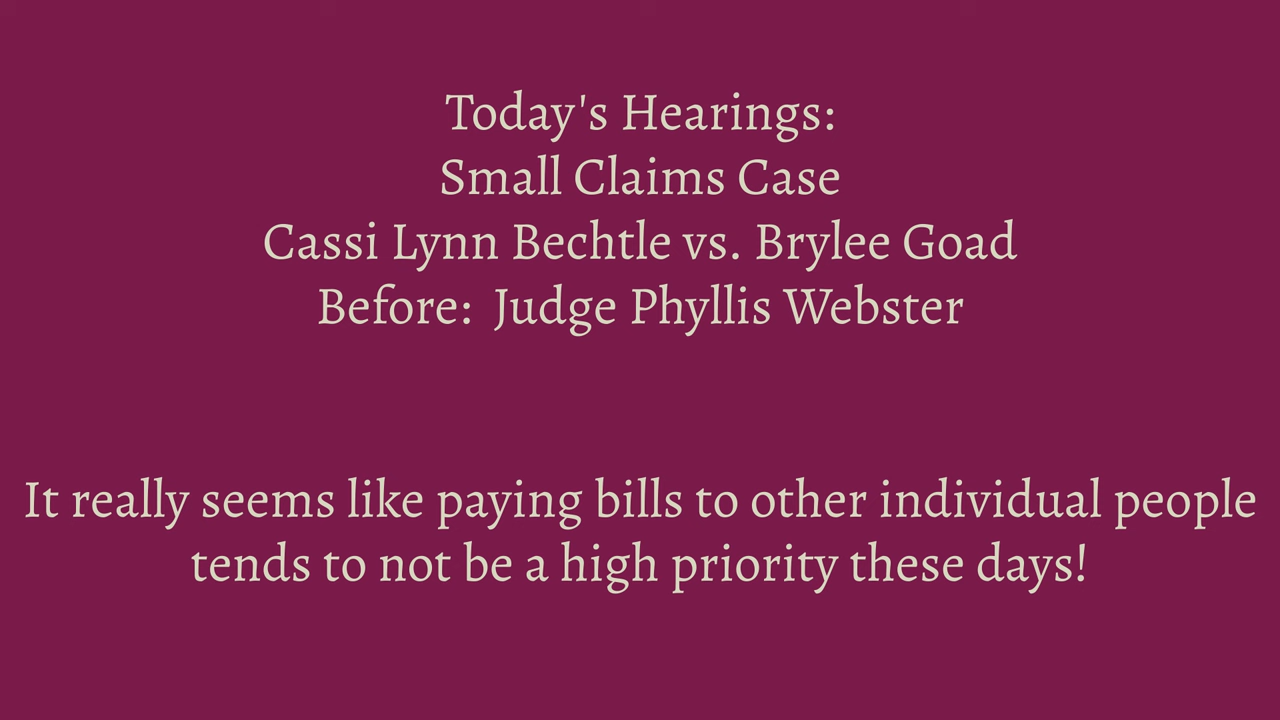 Today's Hearings:
Small Claims Case
Cassi Lynn Bechtle vs. Brylee Goad
Before:  Judge Phyllis Webster
It really seems like paying bills to other individual people
tends to not be a high priority these days!